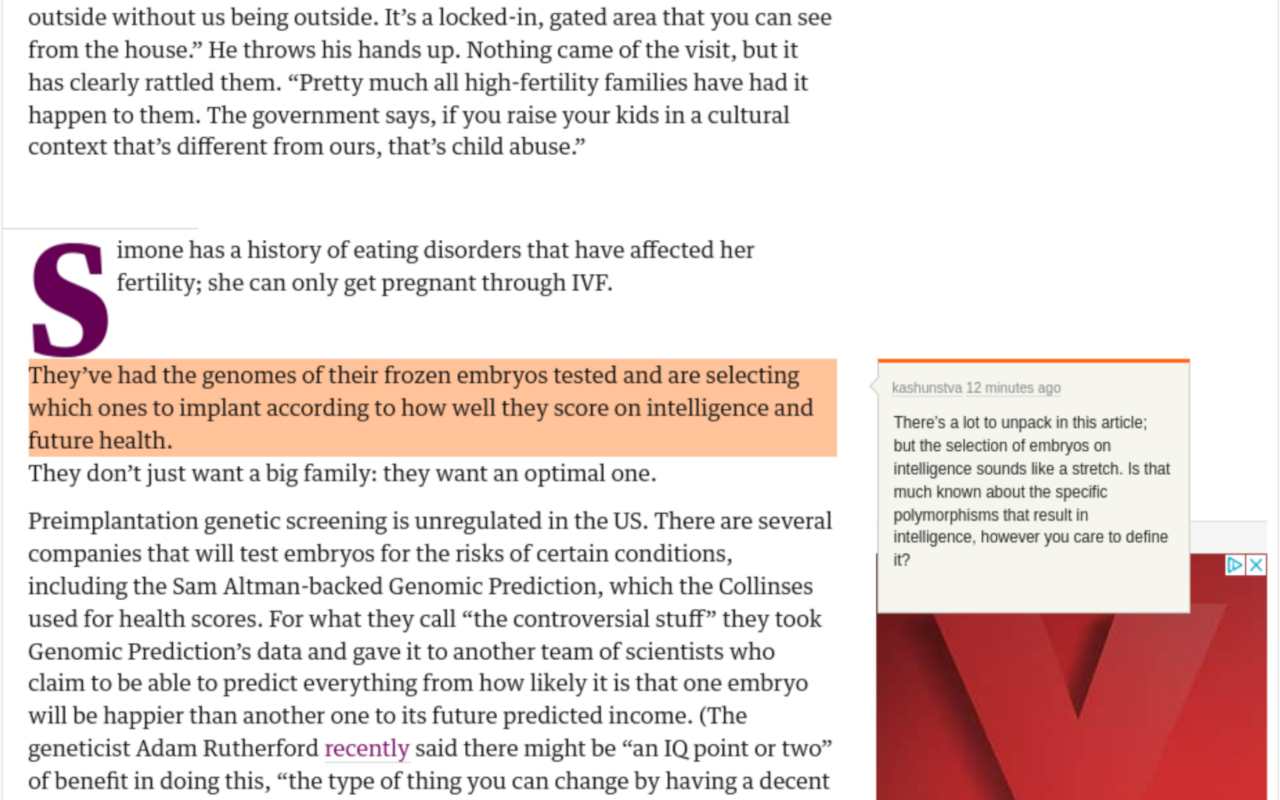 outside without us being outside. It’s a locked-in, gated area that you can see
from the house.” He throws his hands up. Nothing came of the visit, but it
has clearly rattled them. “Pretty much all high-fertility families have had it
happen to them. The government says, if you raise your kids in a cultural
context that’s different from ours, that’s child abuse.”
Simone has a history of eating disorders that have affected her
fertility; she can only get pregnant through IVF.
They’ve had the genomes of their frozen embryos tested and are selecting
which ones to implant according to how well they score on intelligence and
future health.
They don’t just want a big family: they want an optimal one.
Preimplantation genetic screening is unregulated in the US. There are several
companies that will test embryos for the risks of certain conditions,
including the Sam Altman-backed Genomic Prediction, which the Collinses
used for health scores. For what they call “the controversial stuff” they took
Genomic Prediction’s data and gave it to another team of scientists who
claim to be able to predict everything from how likely it is that one embryo
will be happier than another one to its future predicted income. (The
geneticist Adam Rutherford recently said there might be “an IQ point or two”
of benefit in doing this, “the type of thing you can change by having a decent
kashunstva 12 minutes ago
There’s a lot to unpack in this article;
but the selection of embryos on
intelligence sounds like a stretch. Is that
much known about the specific
polymorphisms that result in
intelligence, however you care to define
it?